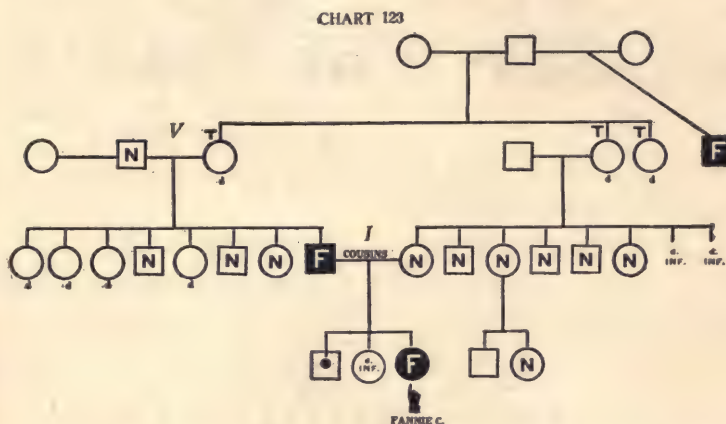 CHART 123
V T T T
N F
d d d
I
N N N F COUSINS N N N N N N d. INF. d. INF.
d d d d
d. INF. F N
FANNIE C.